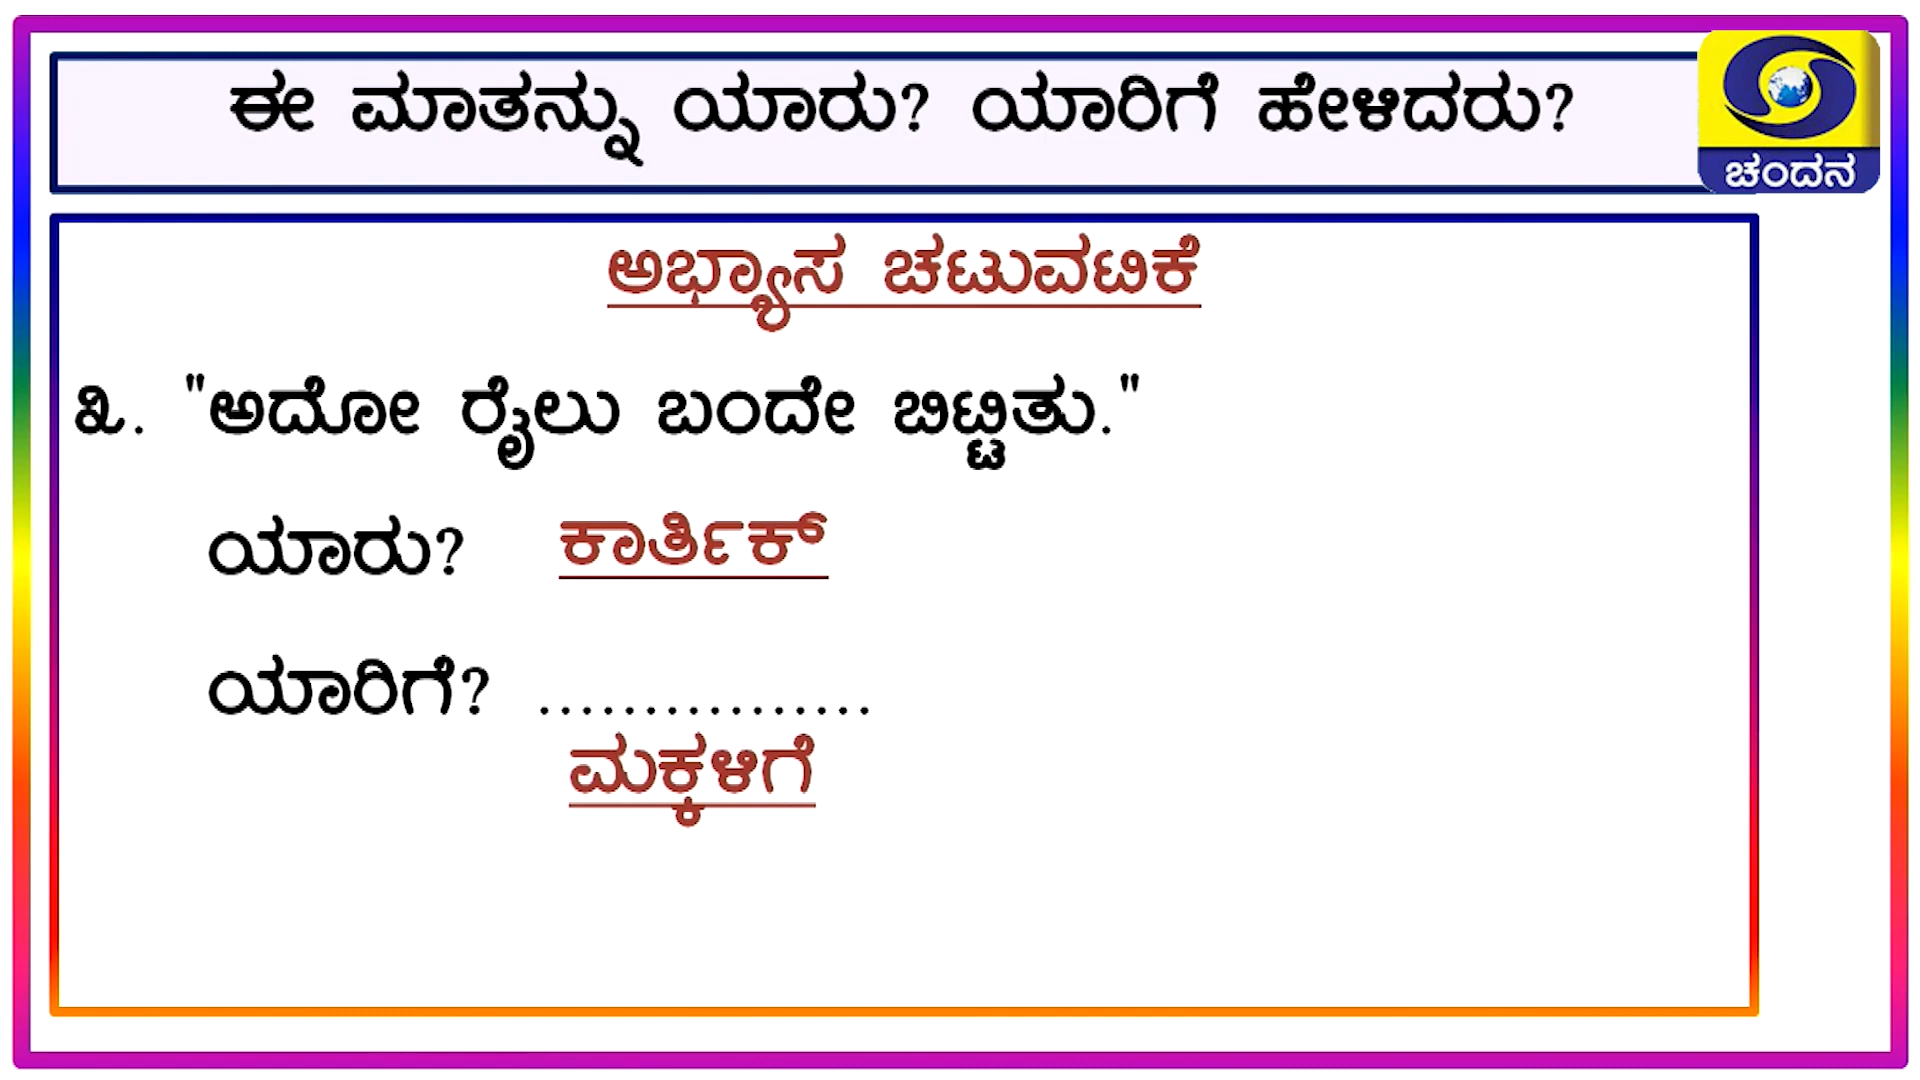 ಈ ಮಾತನ್ನು ಯಾರು? ಯಾರಿಗೆ ಹೇಳಿದರು?
ಚಂದನ
ಅಭ್ಯಾಸ ಚಟುವಟಿಕೆ
೩. "ಅದೋ ರೈಲು ಬಂದೇ ಬಿಟ್ಟಿತು."
ಯಾರು? ಕಾರ್ತಿಕ್
ಯಾರಿಗೆ? ................
ಮಕ್ಕಳಿಗೆ